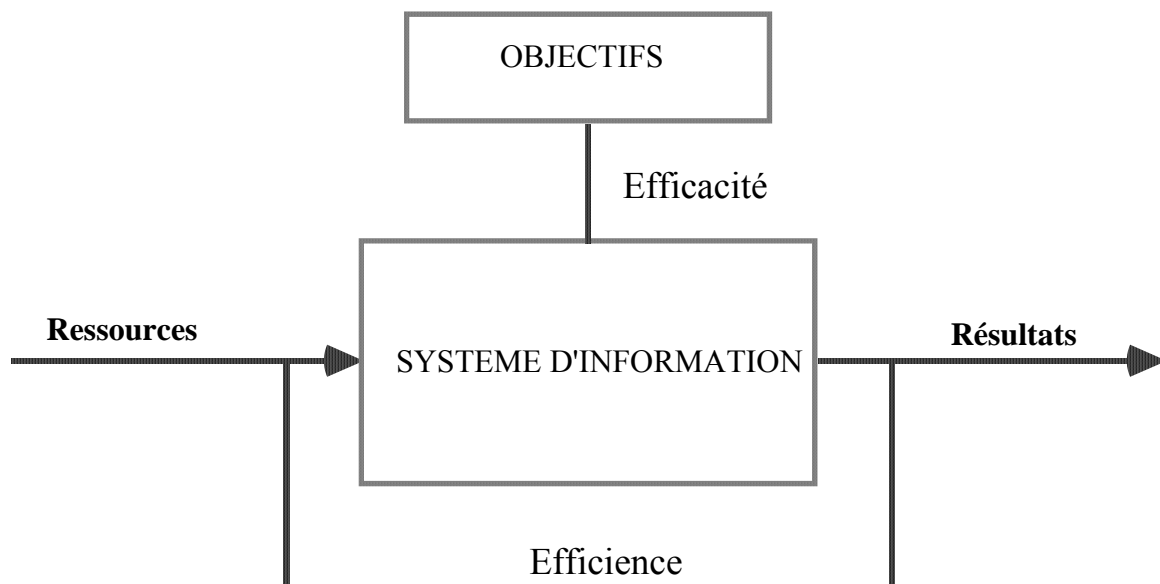 OBJECTIFS
Efficacité
Ressources
Résultats
SYSTEME D'INFORMATION
Efficience